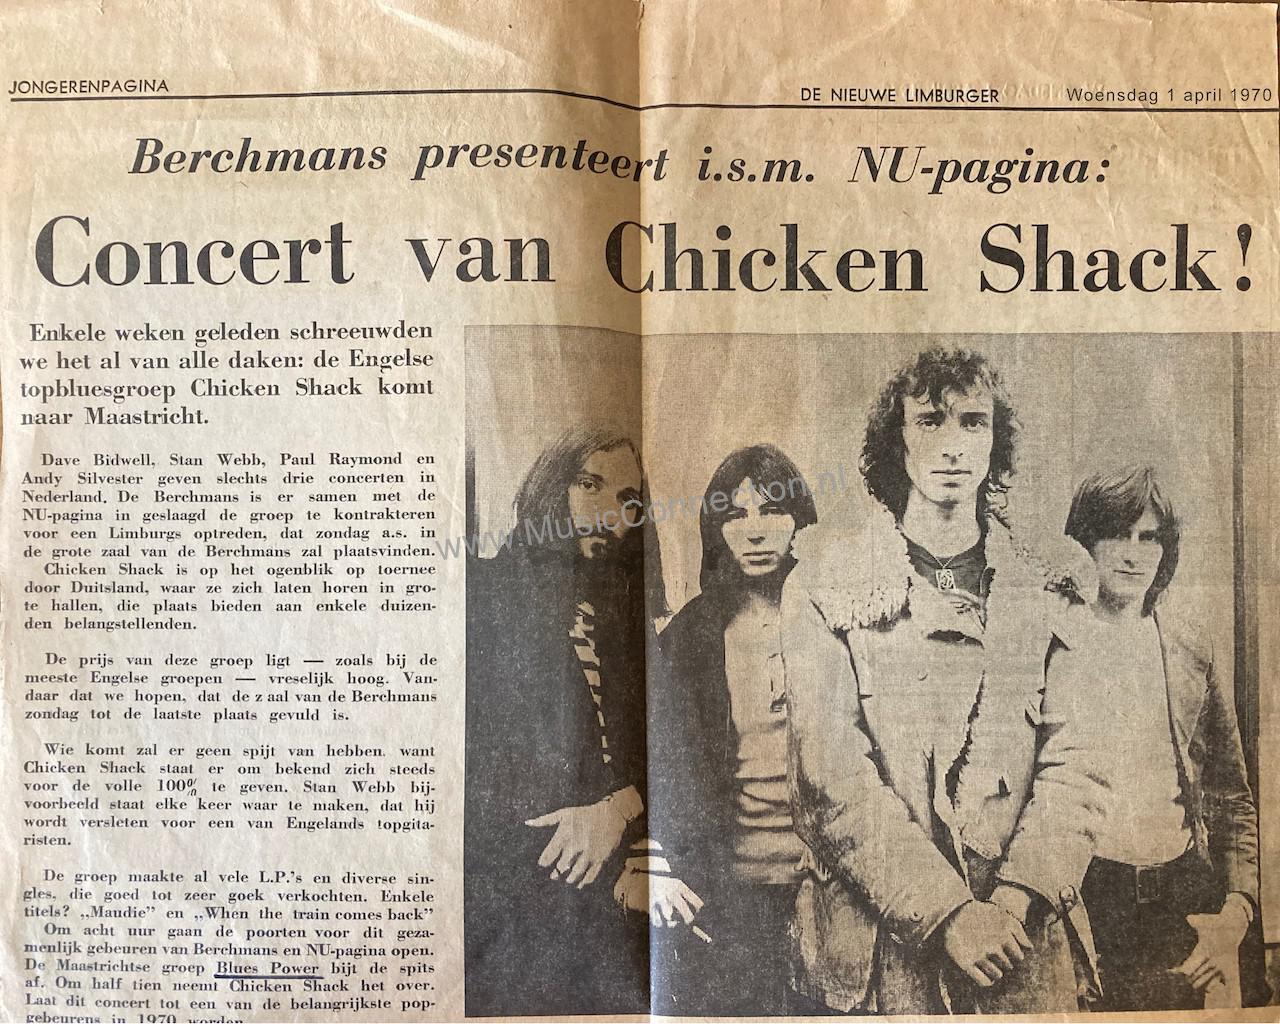 JONGERENPAGINA
DE NIEUWE LIMBURGER
Woensdag 1 april 1970
Berchmans presenteert i.s.m. NU-pagina:
Concert van Chicken Shack!
Enkele weken geleden schreeuwden
we het al van alle daken: de Engelse
topbluesgroep Chicken Shack komt
naar Maastricht.
Dave Bidwell, Stan Webb, Paul Raymond en
Andy Silvester geven slechts drie concerten in
Nederland. De Berchmans is er samen met de
NU-pagina in geslaagd de groep te kontrakteren
voor een Limburgs optreden, dat zondag a.s. in
de grote zaal van de Berchmans zal plaatsvinden.
Chicken Shack is op het ogenblik op toernee
door Duitsland, waar ze zich laten horen in gro-
te hallen, die plaats bieden aan enkele duizen-
den belangstellenden.
De prijs van deze groep ligt — zoals bij de
meeste Engelse groepen — vreselijk hoog. Van-
daar dat we hopen, dat de z aal van de Berchmans
zondag tot de laatste plaats gevuld is.
Wie komt zal er geen spijt van hebben, want
Chicken Shack staat er om bekend zich steeds
voor de volle 100% te geven. Stan Webb bij-
voorbeeld staat elke keer waar te maken, dat hij
wordt versleten voor een van Engelands topgita-
risten.
De groep maakte al vele L.P.'s en diverse sin-
gles, die goed tot zeer goek verkochten. Enkele
titels? „Maudie" en „When the train comes back"
Om acht uur gaan de poorten voor dit geza-
menlijk gebeuren van Berchmans en NU-pagina open.
De Maastrichtse groep Blues Power bijt de spits
af. Om half tien neemt Chicken Shack het over.
Laat dit concert tot een van de belangrijkste pop-
gebeurens in 1970 worden
www.MusicConnection.nl